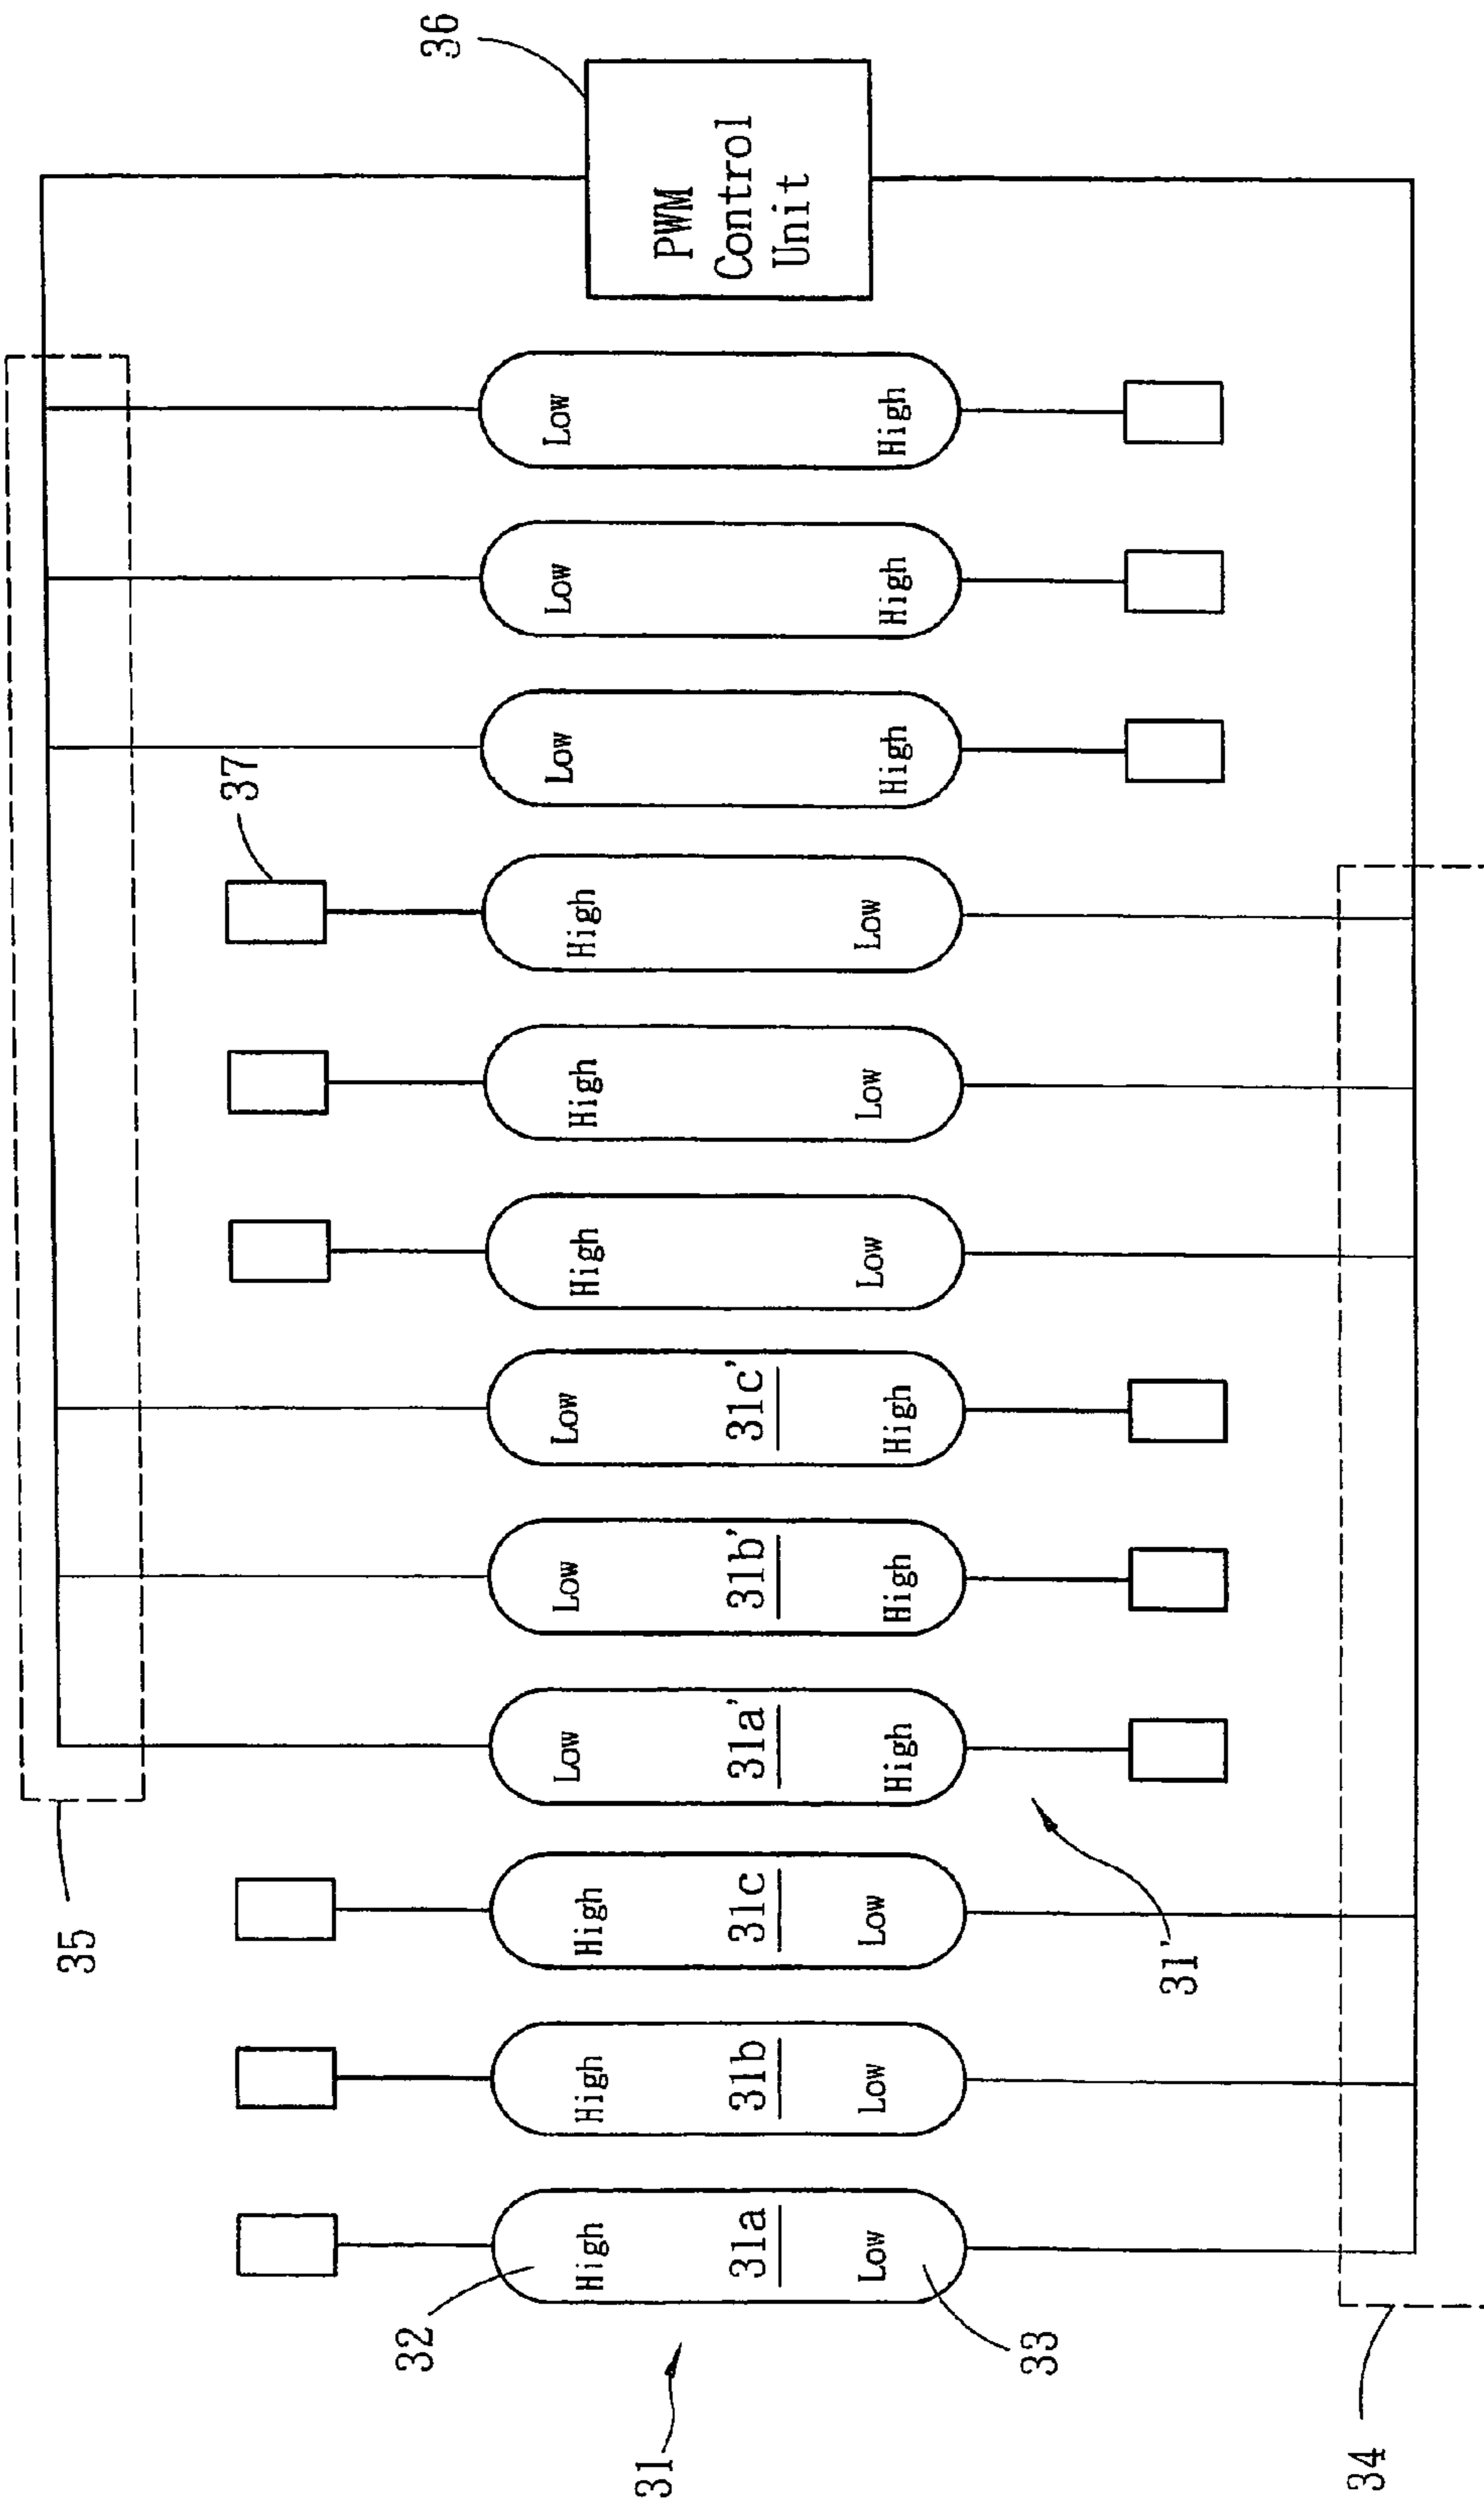 35
37
32
36
High High High Low Low Low High High High Low Low Low
31
PWM
Control
Unit
31a 31b 31c 31a' 31b' 31c'
Low Low Low High High High Low Low Low High High High
33
31'
34